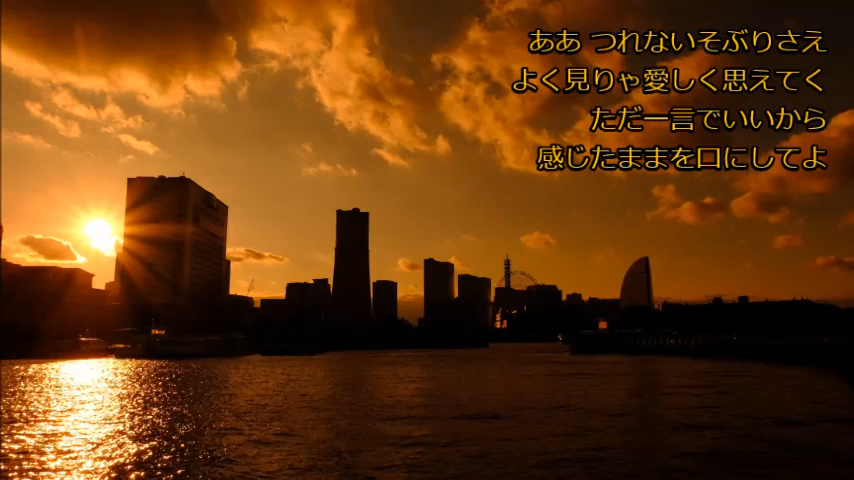 ああ つれないそぶりさえ
よく見りゃ愛しく思えてく
ただ一言でいいから
感じたままを口にしてよ